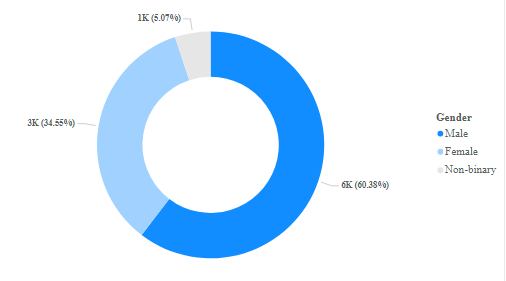 1K (5.07%)
3K (34.55%)
6K (60.38%)
Gender
Male
Female
Non-binary